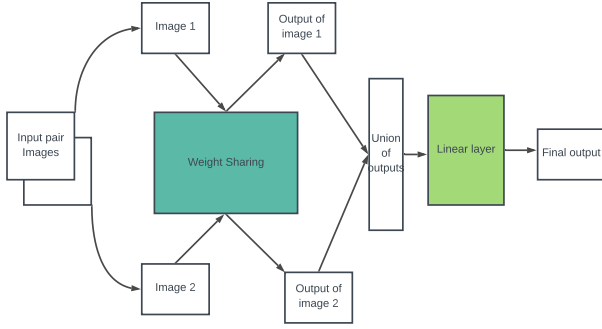 Image 1
Output of
image 1
Input pair
Images
Weight Sharing
Union
of
outputs
Linear layer
Final output
Image 2
Output of
image 2